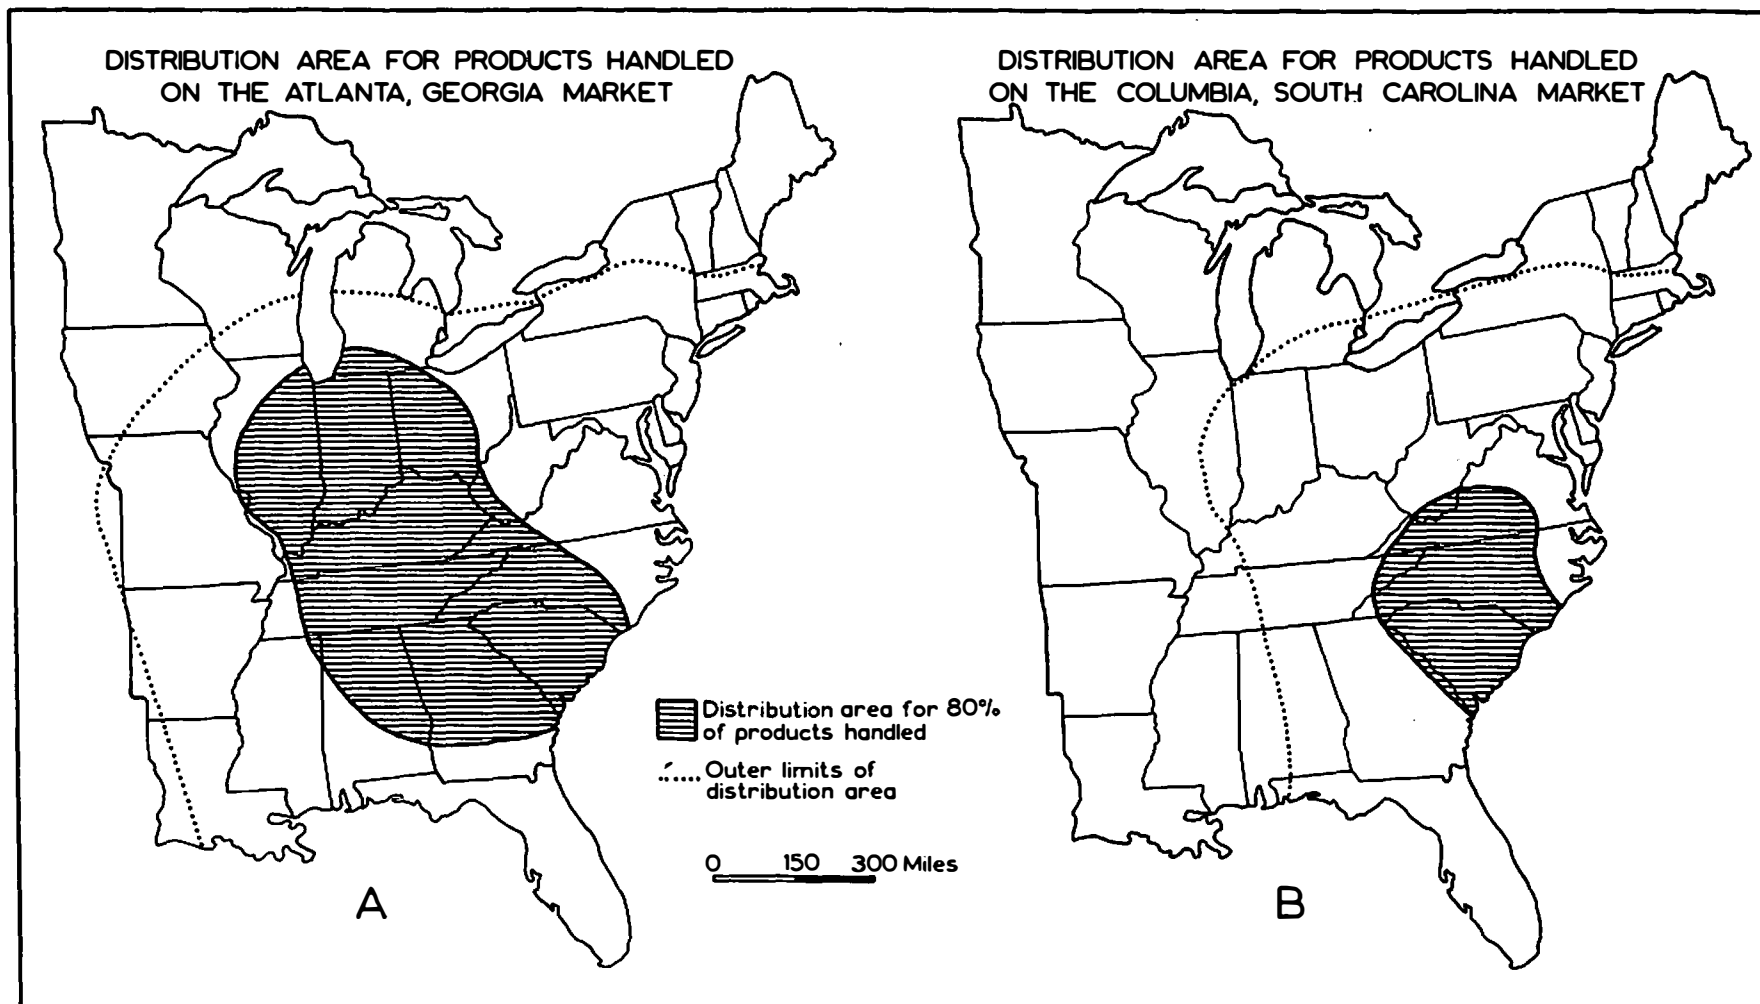 DISTRIBUTION AREA FOR PRODUCTS HANDLED
ON THE ATLANTA, GEORGIA MARKET
DISTRIBUTION AREA FOR PRODUCTS HANDLED
ON THE COLUMBIA, SOUTH CAROLINA MARKET
Distribution area for 80%
of products handled
Outer limits of
distribution area
0 150 300 Miles
A
B